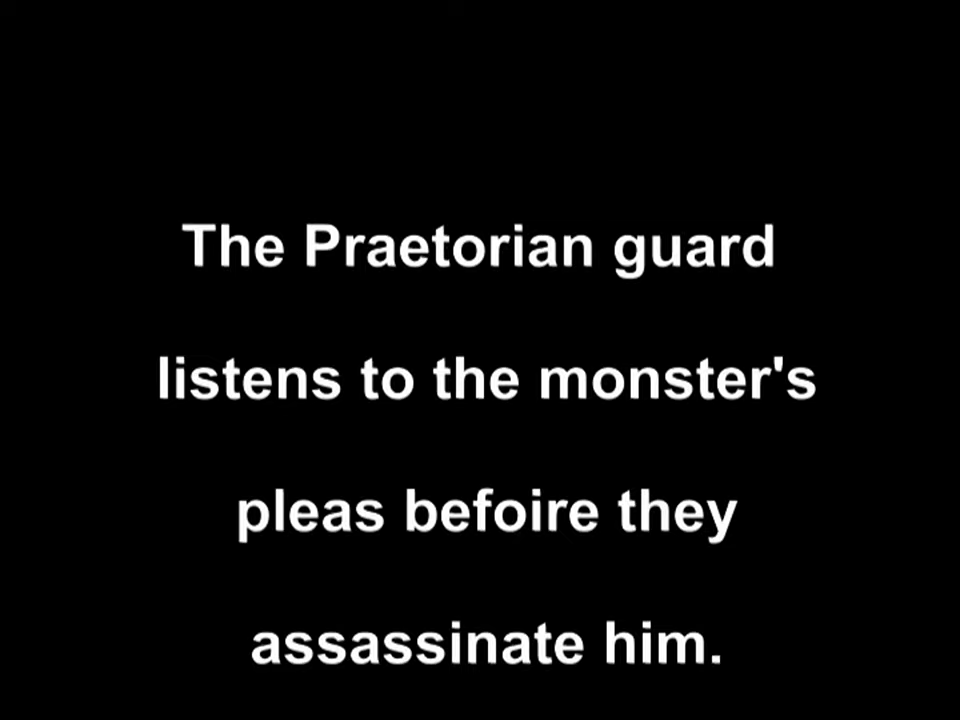 The Praetorian guard
listens to the monster's
pleas befoire they
assassinate him.